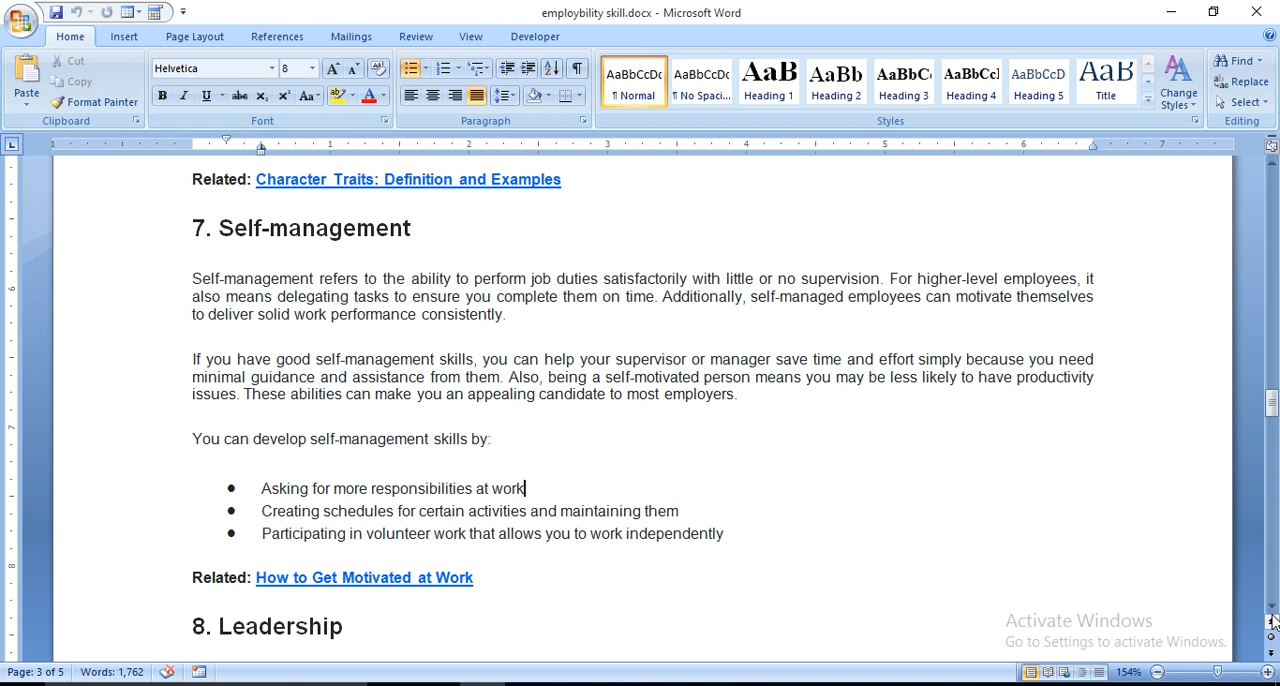 employbility skill.docx - Microsoft Word
Home Insert Page Layout References Mailings Review View Developer
Paste
Cut
Copy
Format Painter
Clipboard
Helvetica 8
Font
Paragraph
AaBbCcDc AaBbCcDc AaB AaBb AaBbC AaBbCcl AaBbCcD AaB
¶ Normal ¶ No Spaci... Heading 1 Heading 2 Heading 3 Heading 4 Heading 5 Title
Change Styles
Styles
Find
Replace
Select
Editing
1 1 2 3 4 5 6 7
Related: Character Traits: Definition and Examples
7. Self-management
Self-management refers to the ability to perform job duties satisfactorily with little or no supervision. For higher-level employees, it
also means delegating tasks to ensure you complete them on time. Additionally, self-managed employees can motivate themselves
to deliver solid work performance consistently.
If you have good self-management skills, you can help your supervisor or manager save time and effort simply because you need
minimal guidance and assistance from them. Also, being a self-motivated person means you may be less likely to have productivity
issues. These abilities can make you an appealing candidate to most employers.
You can develop self-management skills by:
● Asking for more responsibilities at work
● Creating schedules for certain activities and maintaining them
● Participating in volunteer work that allows you to work independently
Related: How to Get Motivated at Work
8. Leadership
Activate Windows
Go to Settings to activate Windows.
Page: 3 of 5 Words: 1,762 154%